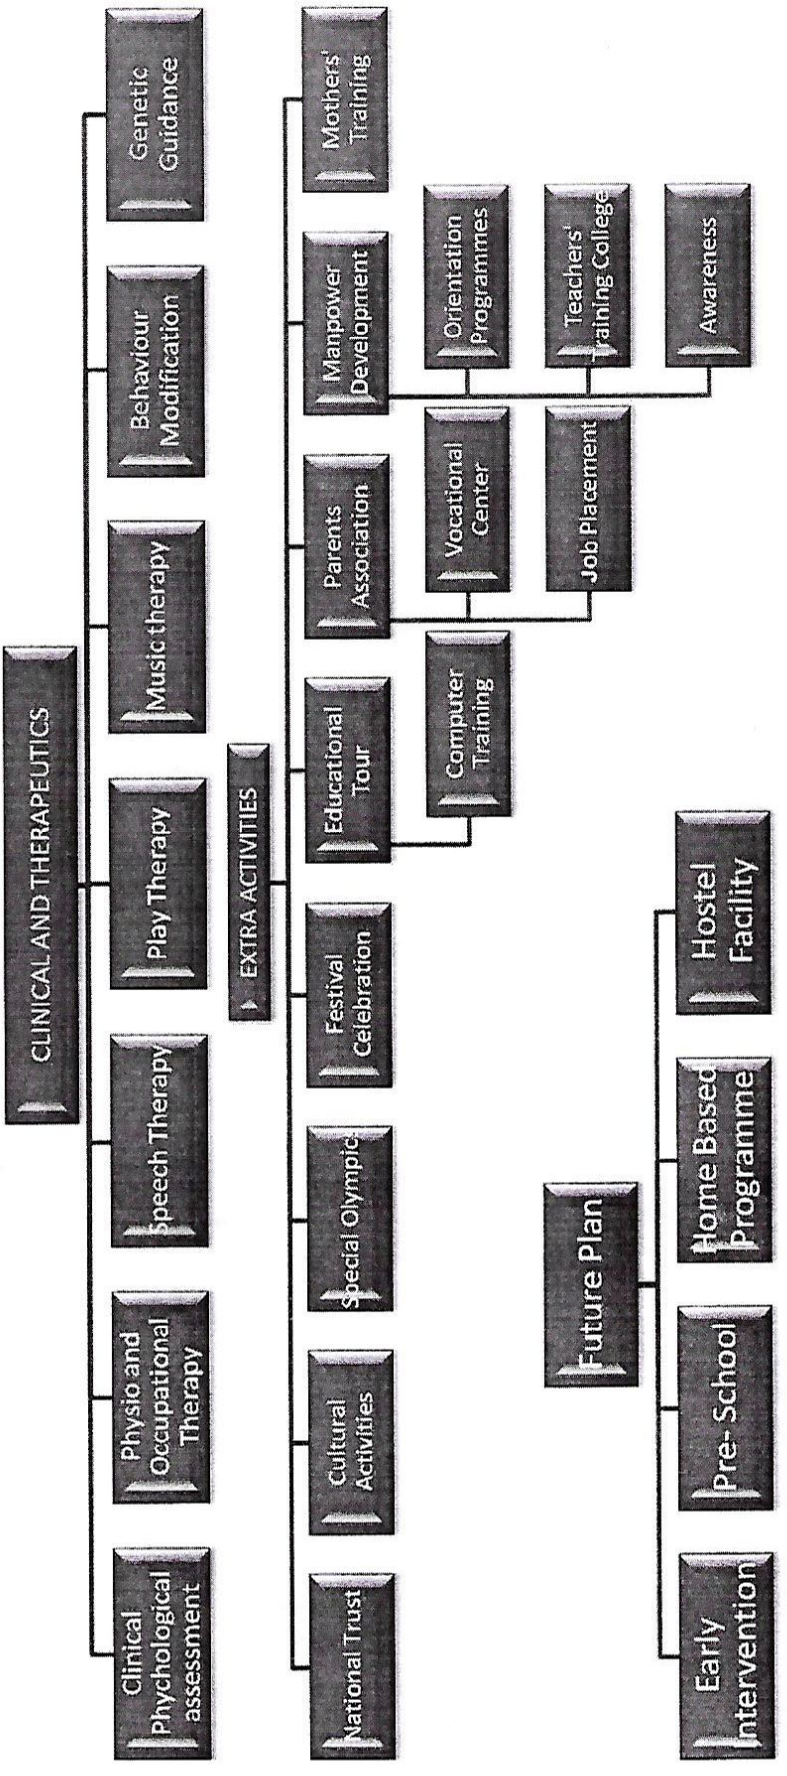 CLINICAL AND THERAPEUTICS
Clinical
Phychological
assessment
Physio and
Occupational
Therapy
Speech Therapy
Play Therapy
Music therapy
Behaviour
Modification
Genetic
Guidance
EXTRA ACTIVITIES
National Trust
Cultural
Activities
Special Olympic
Festival
Celebration
Educational
Tour
Parents
Association
Manpower
Development
Mothers'
Training
Computer
Training
Vocational
Center
Job Placement
Orientation
Programmes
Teachers'
Training College
Awareness
Future Plan
Early
Intervention
Pre- School
Home Based
Programme
Hostel
Facility